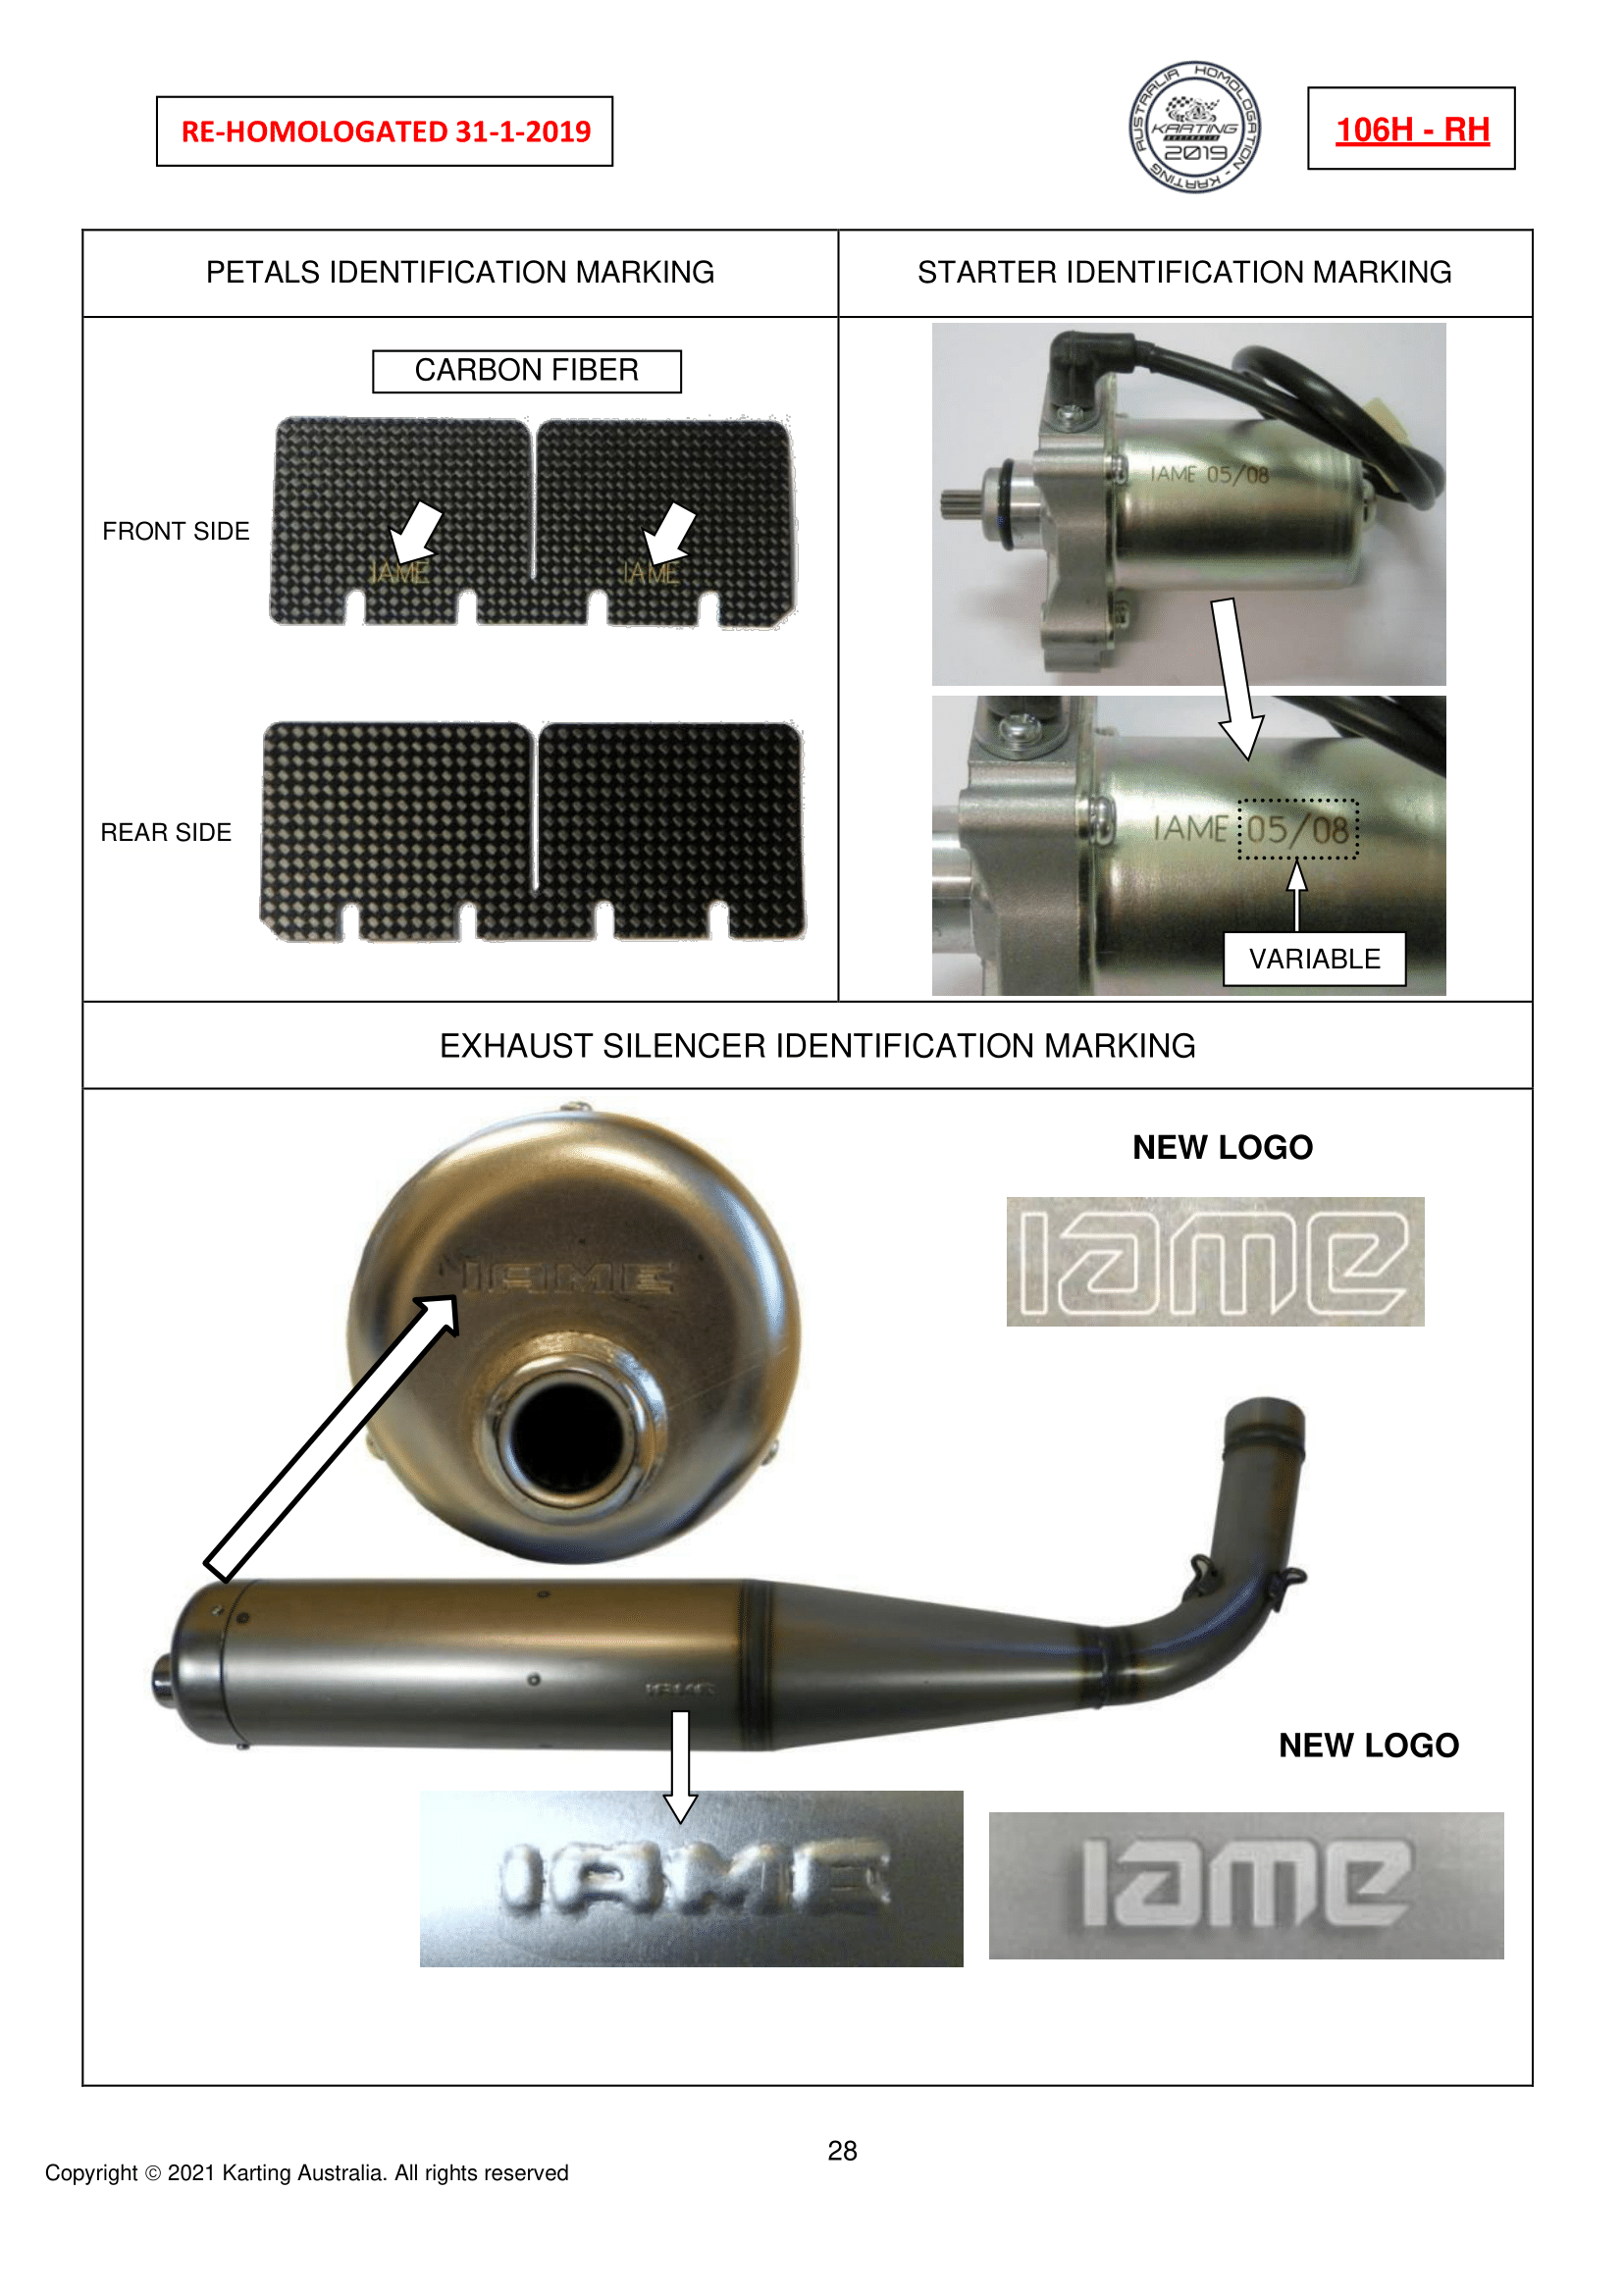 RE-HOMOLOGATED 31-1-2019
AUSTRALIA HOMOLOGATION - KARTING
KARTING
AUSTRALIA
2019
106H - RH
PETALS IDENTIFICATION MARKING
STARTER IDENTIFICATION MARKING
CARBON FIBER
FRONT SIDE
IAME
IAME
IAME 05/08
REAR SIDE
IAME 05/08
VARIABLE
EXHAUST SILENCER IDENTIFICATION MARKING
NEW LOGO
IAME
iame
IAME
NEW LOGO
IAME
iame
28
Copyright © 2021 Karting Australia. All rights reserved